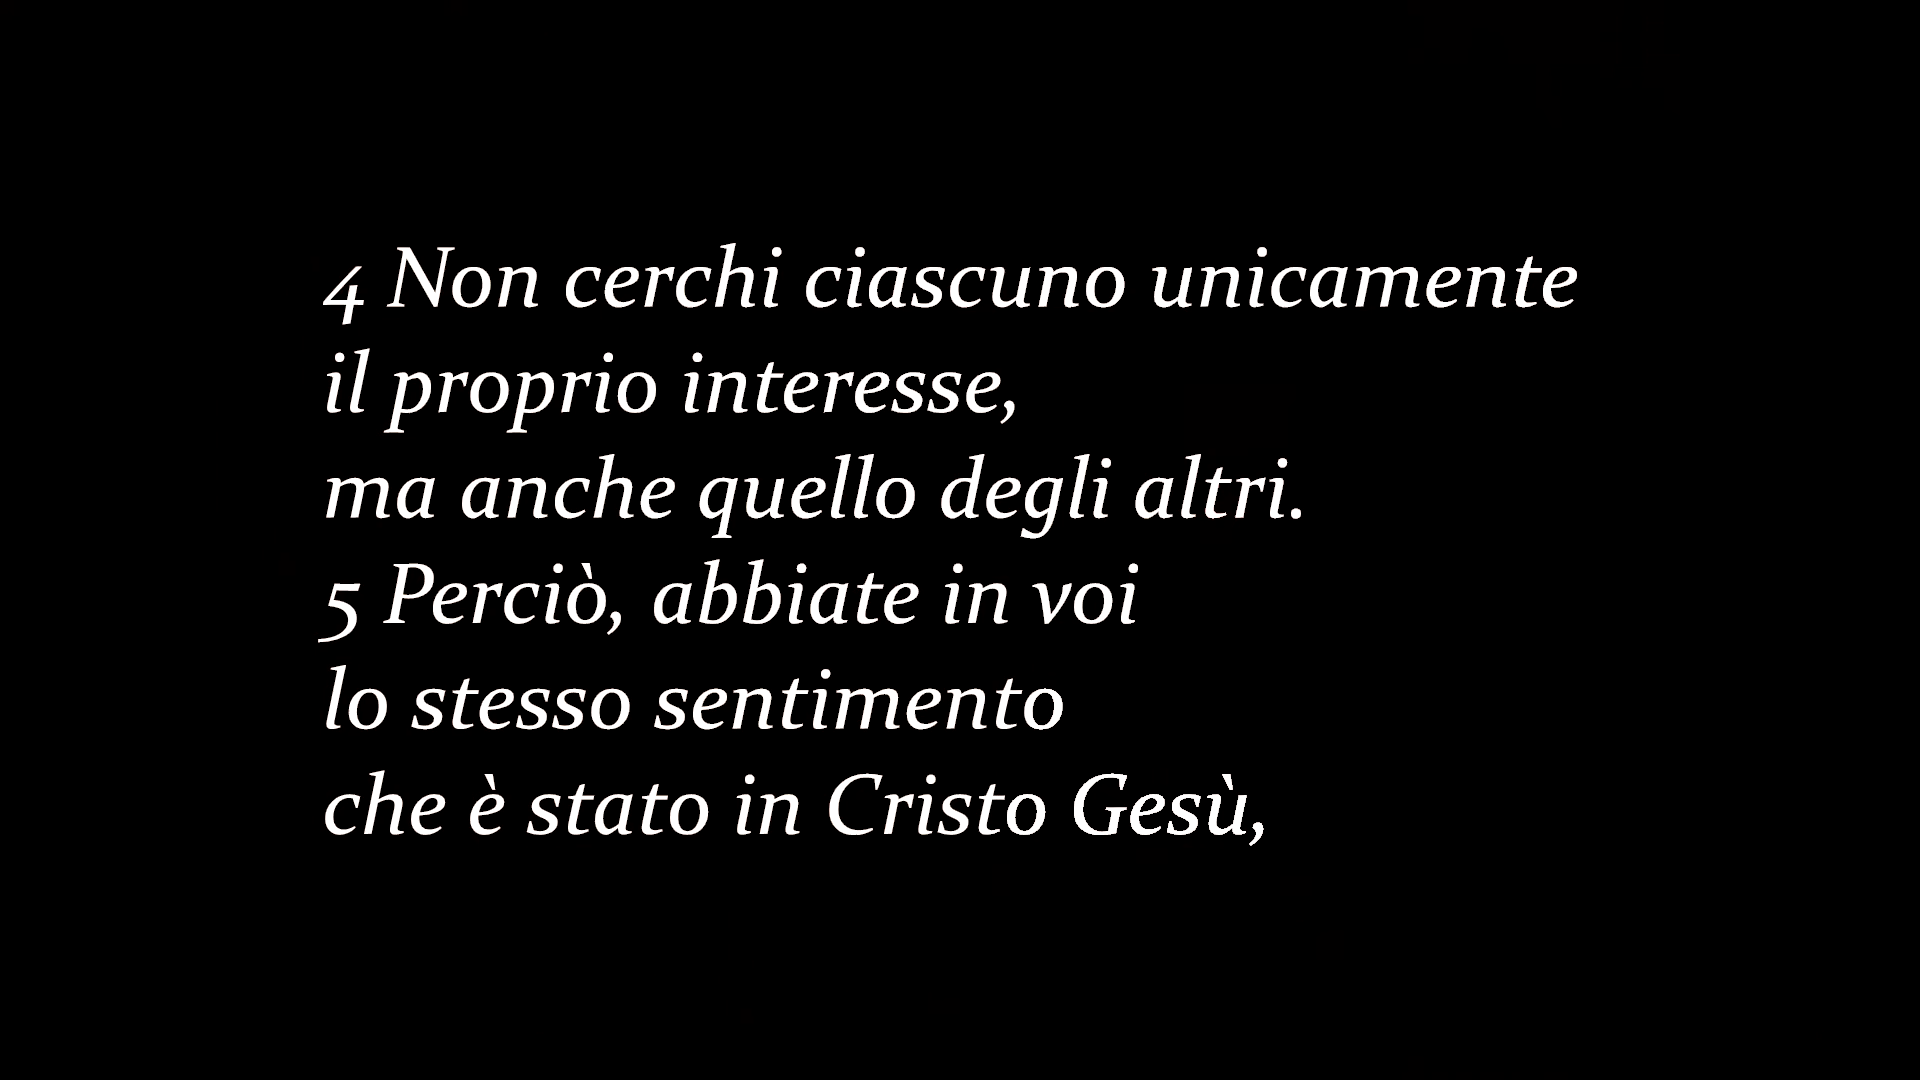 4 Non cerchi ciascuno unicamente
il proprio interesse,
ma anche quello degli altri.
5 Perciò, abbiate in voi
lo stesso sentimento
che è stato in Cristo Gesù,